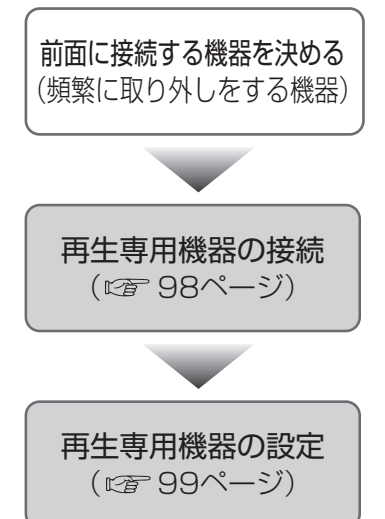 前面に接続する機器を決める
（頻繁に取り外しをする機器）
再生専用機器の接続
（☞ 98ページ）
再生専用機器の設定
（☞ 99ページ）